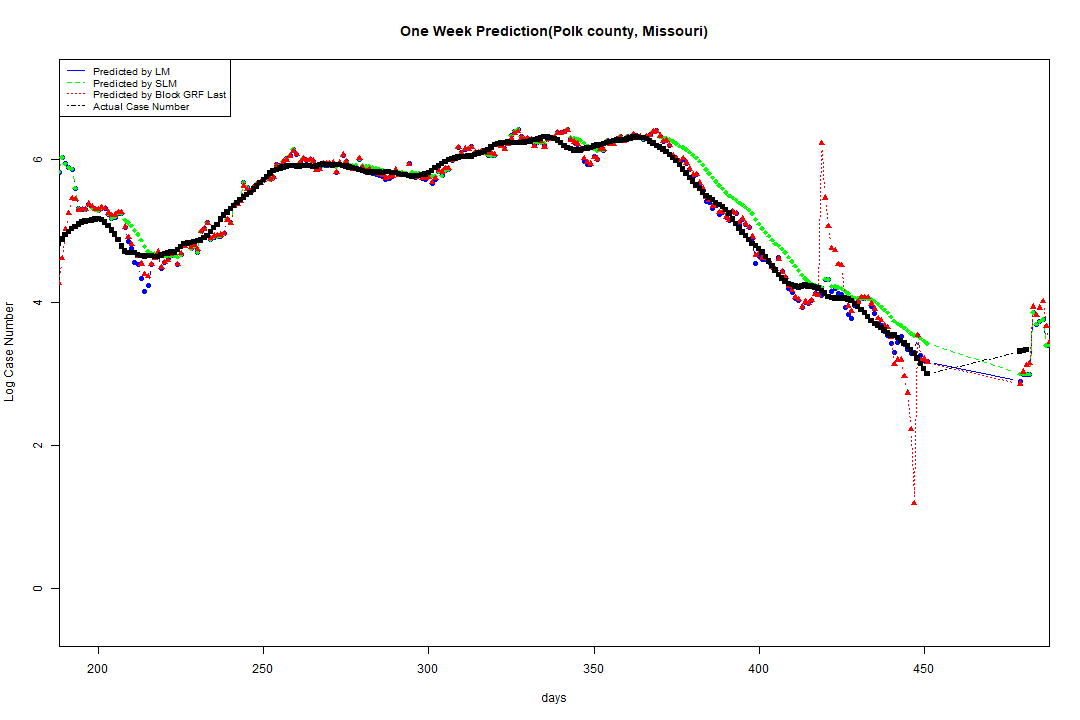 One Week Prediction(Polk county, Missouri)
Predicted by LM
Predicted by SLM
Predicted by Block GRF Last
Actual Case Number
6
4
2
0
Log Case Number
200 250 300 350 400 450
days